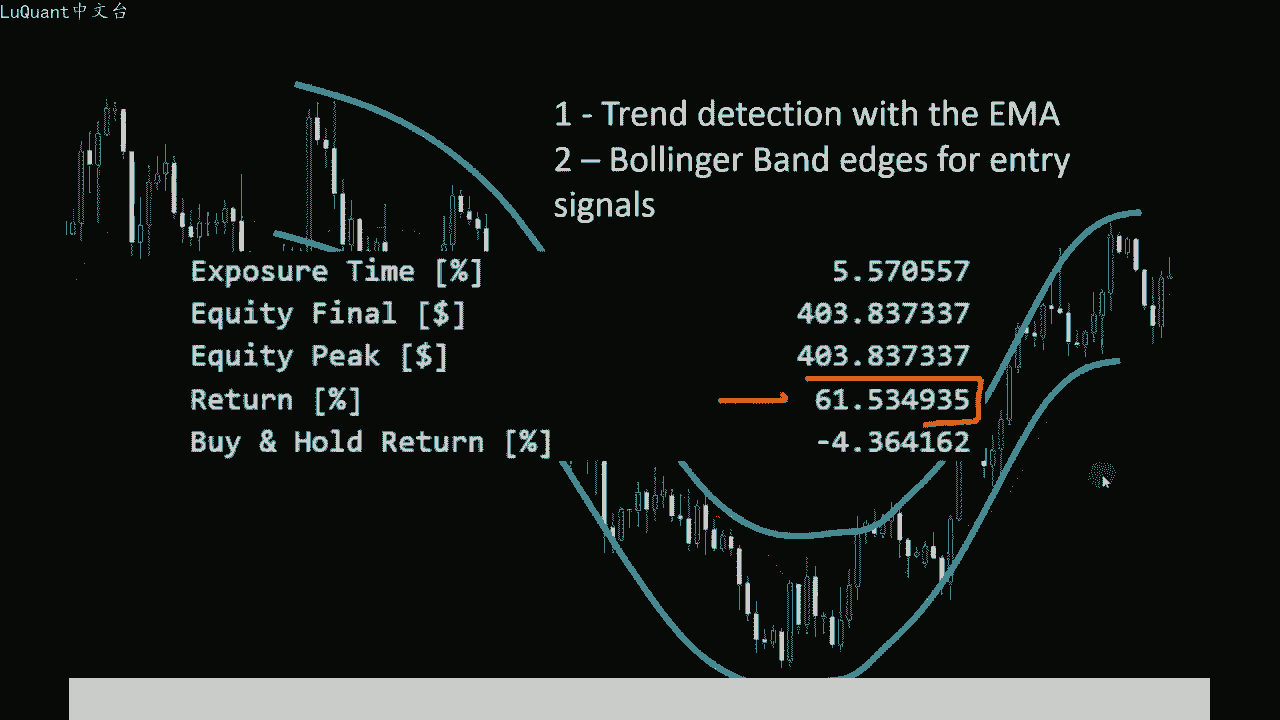 LuQuant中文台
1 - Trend detection with the EMA
2 – Bollinger Band edges for entry
signals
Exposure Time [%] 5.570557
Equity Final [$] 403.837337
Equity Peak [$] 403.837337
Return [%] 61.534935
Buy & Hold Return [%] -4.364162